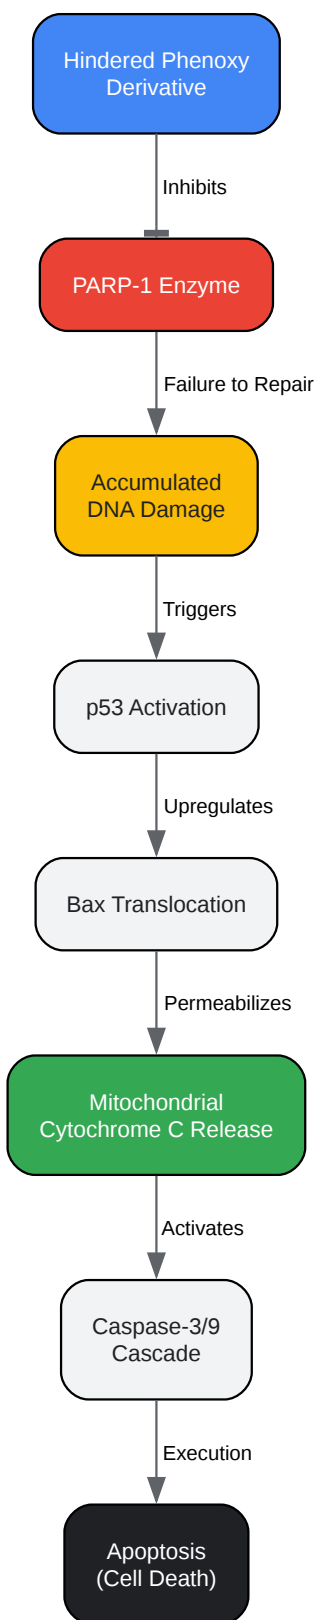 Hindered Phenoxy
Derivative
Inhibits
PARP-1 Enzyme
Failure to Repair
Accumulated
DNA Damage
Triggers
p53 Activation
Upregulates
Bax Translocation
Permeabilizes
Mitochondrial
Cytochrome C Release
Activates
Caspase-3/9
Cascade
Execution
Apoptosis
(Cell Death)